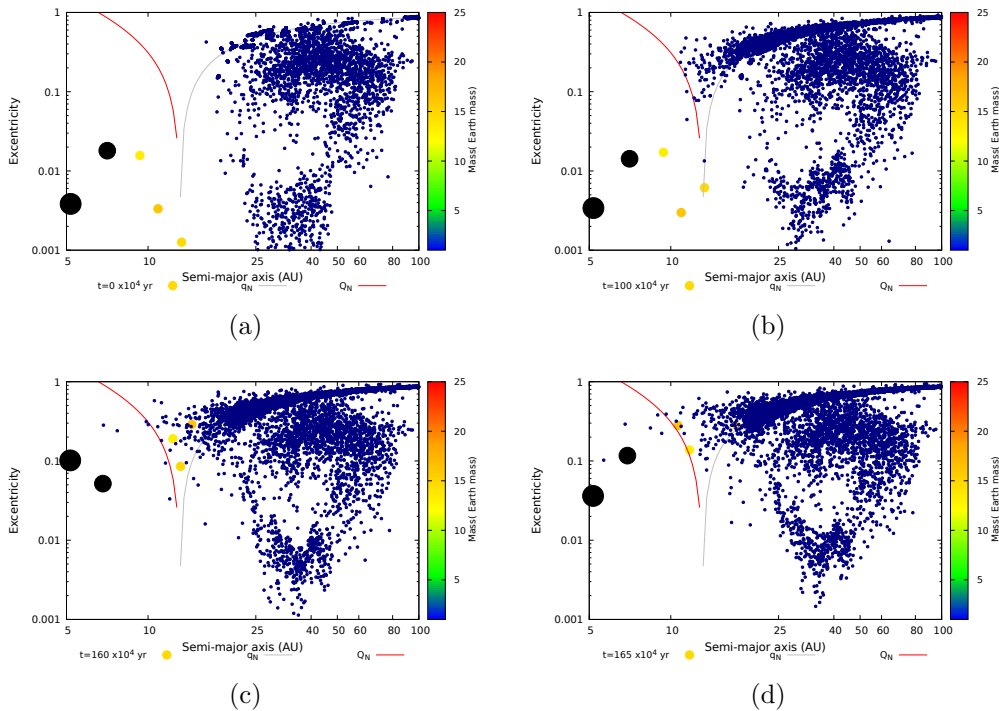 1
0.1
0.01
0.001
Excentricity
5 10 25 40 50 60 80 100
Semi-major axis (AU)
25
20
15
10
5
Mass( Earth mass)
t=0 x10⁴ yr q_N Q_N
(a)
1
0.1
0.01
0.001
Excentricity
5 10 25 40 50 60 80 100
Semi-major axis (AU)
25
20
15
10
5
Mass( Earth mass)
t=100 x10⁴ yr q_N Q_N
(b)
1
0.1
0.01
0.001
Excentricity
5 10 25 40 50 60 80 100
Semi-major axis (AU)
25
20
15
10
5
Mass( Earth mass)
t=160 x10⁴ yr q_N Q_N
(c)
1
0.1
0.01
0.001
Excentricity
5 10 25 40 50 60 80 100
Semi-major axis (AU)
25
20
15
10
5
Mass( Earth mass)
t=165 x10⁴ yr q_N Q_N
(d)